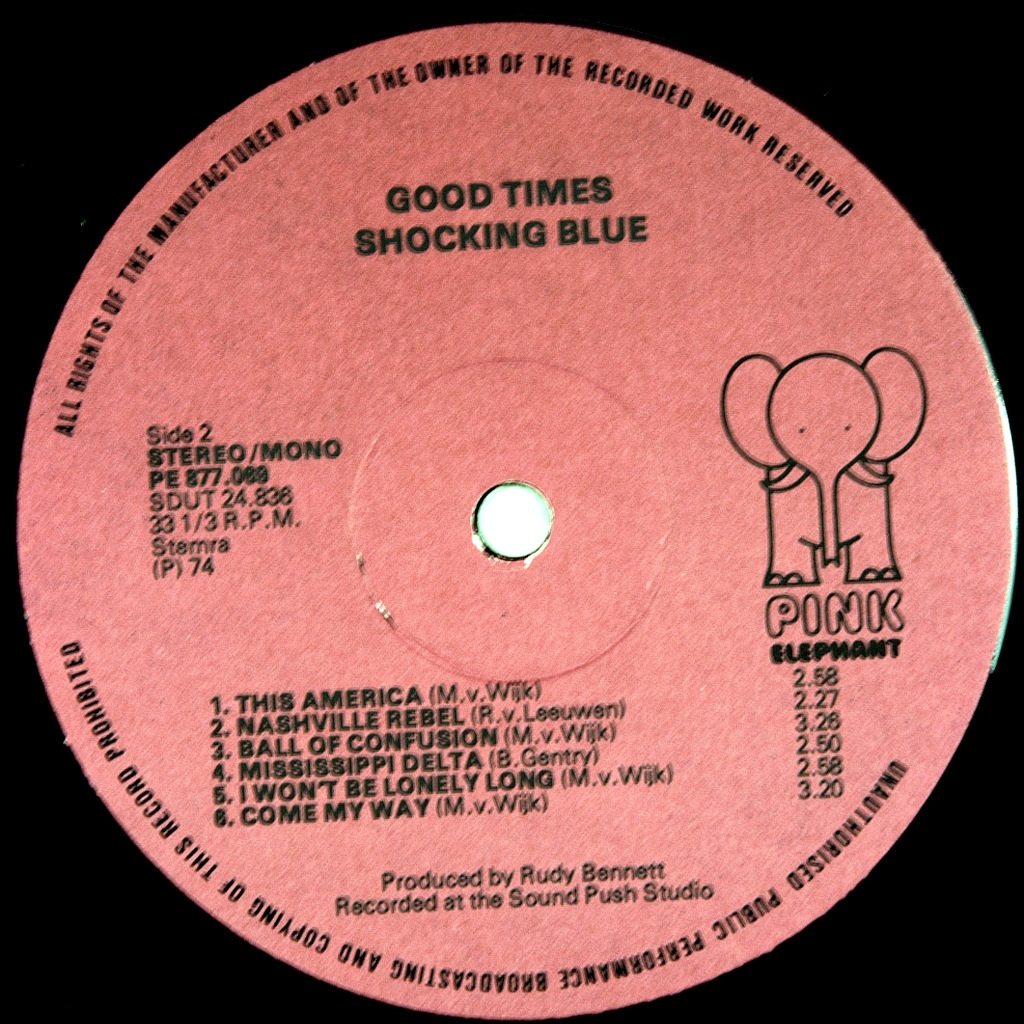 ALL RIGHTS OF THE MANUFACTURER AND OF THE OWNER OF THE RECORDED WORK RESERVED
GOOD TIMES
SHOCKING BLUE
Side 2
STEREO/MONO
PE 877.069
SDUT 24.836
33 1/3 R.P.M.
Stemra
(P) 74
PINK
ELEPHANT
1. THIS AMERICA (M.v.Wijk) 2.58
2. NASHVILLE REBEL (R.v.Leeuwen) 2.27
3. BALL OF CONFUSION (M.v.Wijk) 3.26
4. MISSISSIPPI DELTA (B.Gentry) 2.50
5. I WON'T BE LONELY LONG (M.v.Wijk) 2.58
6. COME MY WAY (M.v.Wijk) 3.20
Produced by Rudy Bennett
Recorded at the Sound Push Studio
UNAUTHORISED PUBLIC PERFORMANCE BROADCASTING AND COPYING OF THIS RECORD PROHIBITED